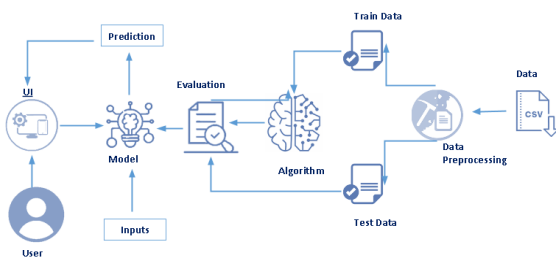 Train Data
Prediction
Data
UI
Evaluation
CSV
Model
Algorithm
Data
Preprocessing
Inputs
Test Data
User